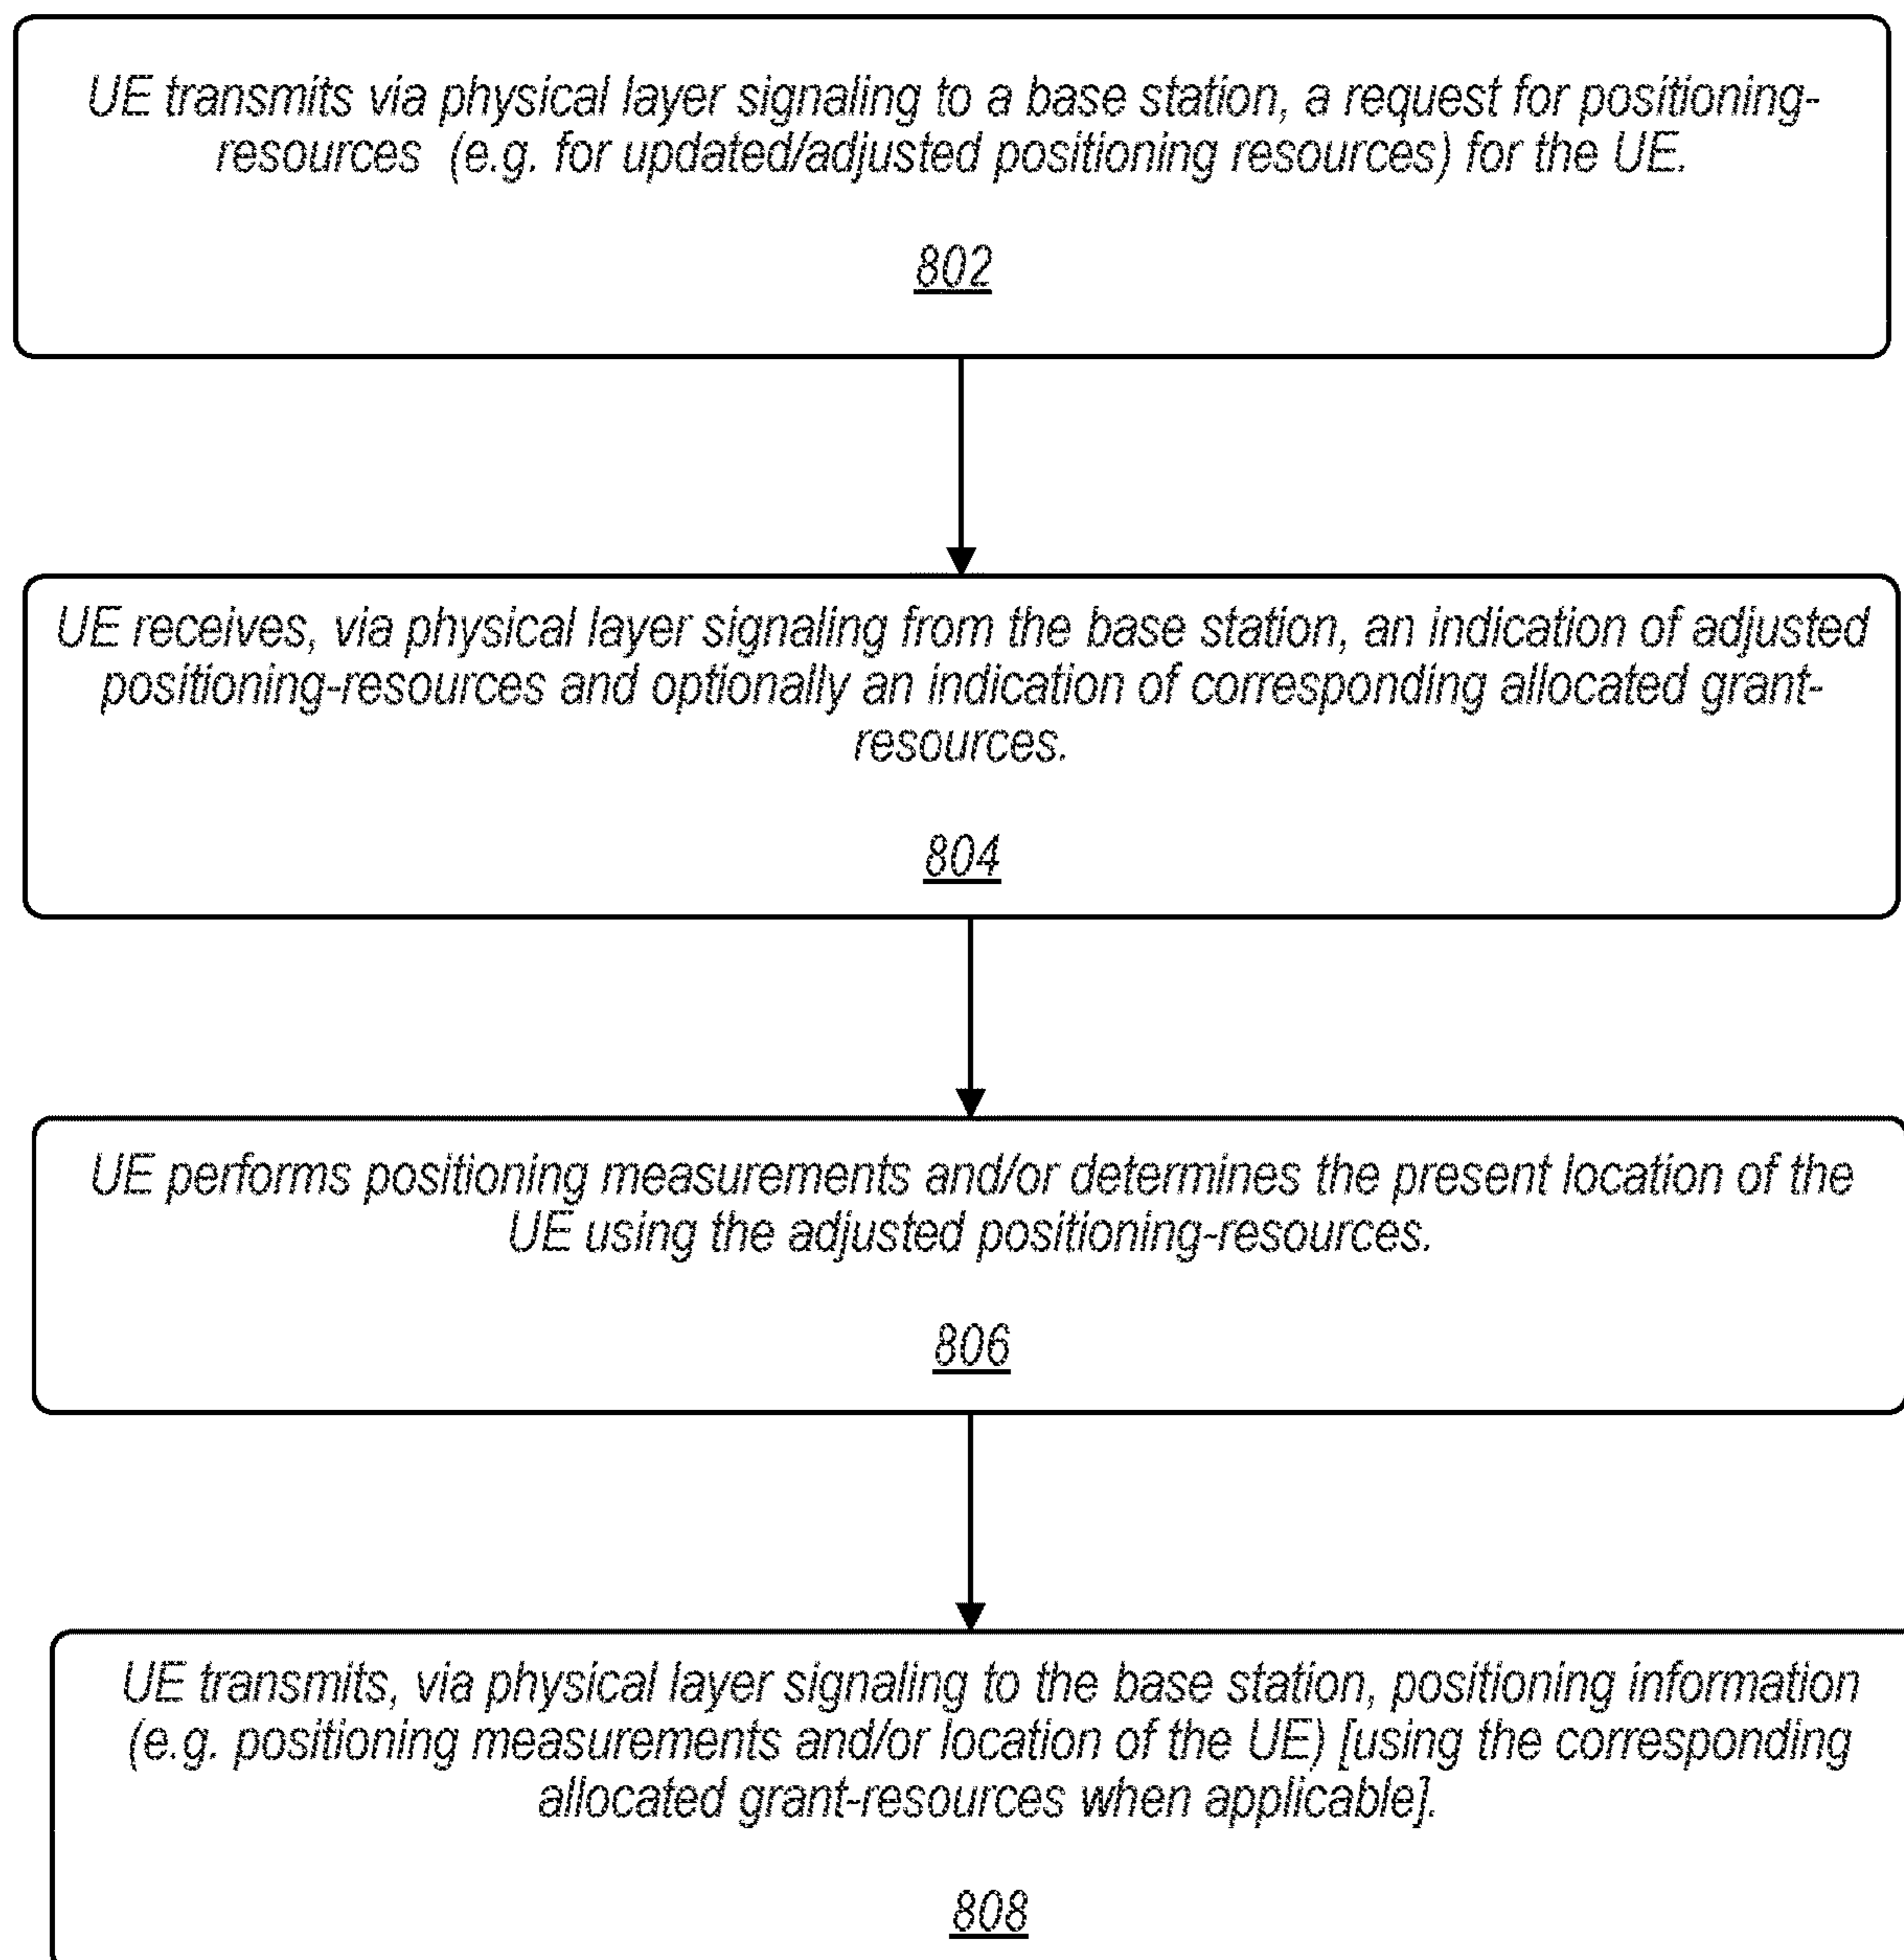 UE transmits via physical layer signaling to a base station, a request for positioning-
resources (e.g. for updated/adjusted positioning resources) for the UE.
802
UE receives, via physical layer signaling from the base station, an indication of adjusted
positioning-resources and optionally an indication of corresponding allocated grant-
resources.
804
UE performs positioning measurements and/or determines the present location of the
UE using the adjusted positioning-resources.
806
UE transmits, via physical layer signaling to the base station, positioning information
(e.g. positioning measurements and/or location of the UE) [using the corresponding
allocated grant-resources when applicable].
808